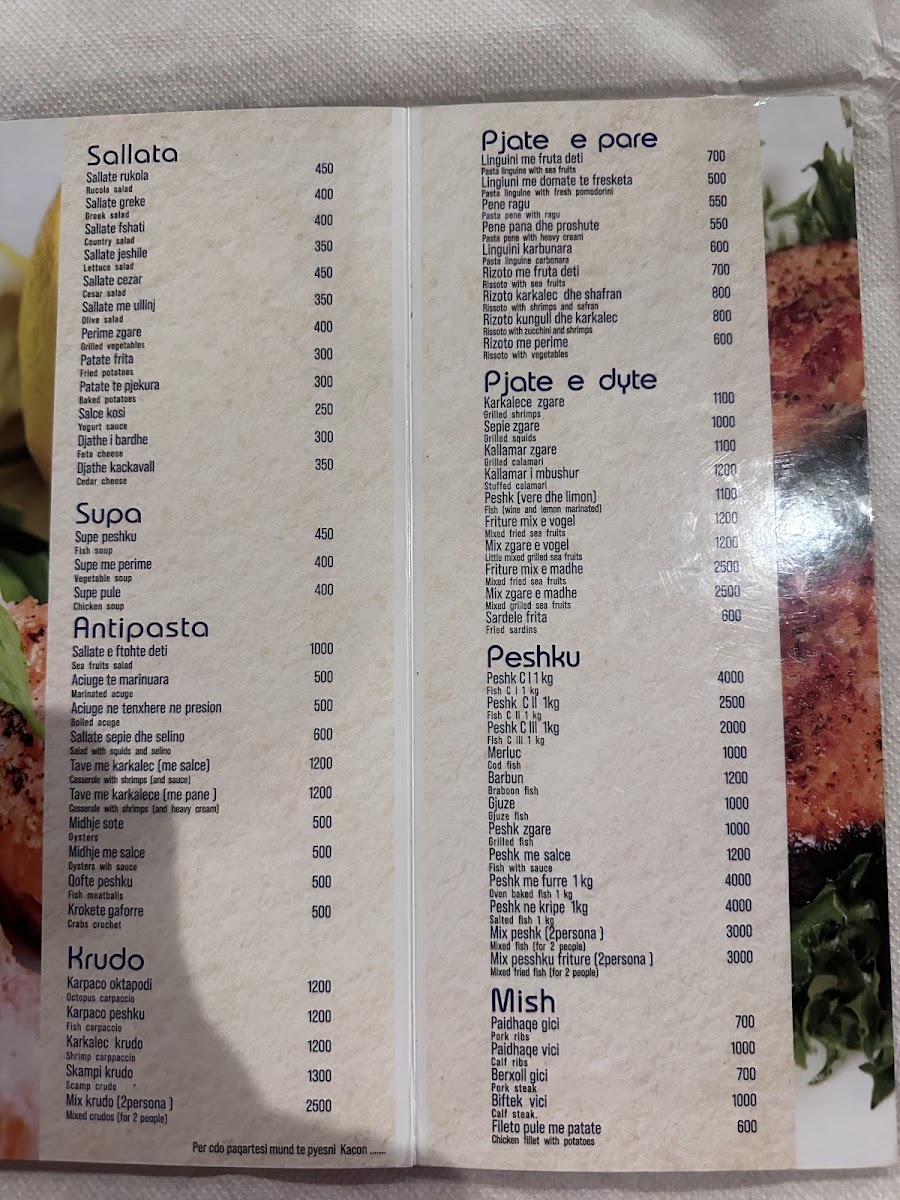 Sallata
Sallate rukola 450
Rucola salad
Sallate greke 400
Greek salad
Sallate fshati 400
Country salad
Sallate jeshile 350
Lettuce salad
Sallate cezar 450
Cesar salad
Sallate me ullinj 350
Olive salad
Perime zgare 400
Grilled vegetables
Patate frita 300
Fried potatoes
Patate te pjekura 300
Baked potatoes
Salce kosi 250
Yogurt sauce
Djathe i bardhe 300
Feta cheese
Djathe kackavall 350
Cedar cheese
Supa
Supe peshku 450
Fish soup
Supe me perime 400
Vegetable soup
Supe pule 400
Chicken soup
Antipasta
Sallate e ftohte deti 1000
Sea fruits salad
Aciuge te marinuara 500
Marinated acuge
Aciuge ne tenxhere ne presion 500
Boiled acuge
Sallate sepie dhe selino 600
Salad with squids and selino
Tave me karkalec (me salce) 1200
Casserole with shrimps (and sauce)
Tave me karkalece (me pane ) 1200
Casserole with shrimps (and heavy cream)
Midhje sote 500
Oysters
Midhje me salce 500
Oysters wih sauce
Qofte peshku 500
Fish meatballs
Krokete gaforre 500
Crabs crochet
Krudo
Karpaco oktapodi 1200
Octopus carpaccio
Karpaco peshku 1200
Fish carpaccio
Karkalec krudo 1200
Shrimp carppaccio
Skampi krudo 1300
Scamp crudo
Mix krudo (2persona ) 2500
Mixed crudos (for 2 people)
Per cdo paqartesi mund te pyesni Kacon .......
Pjate e pare
Linguini me fruta deti 700
Pasta linguine with sea fruits
Lingiuni me domate te fresketa 500
Pasta linguine with fresh pomodorini
Pene ragu 550
Pasta pene with ragu
Pene pana dhe proshute 550
Pasta pene with heavy cream
Linguini karbunara 600
Pasta linguine carbonara
Rizoto me fruta deti 700
Rissoto with sea fruits
Rizoto karkalec dhe shafran 800
Rissoto with shrimps and safran
Rizoto kungull dhe karkalec 800
Rissoto with zucchini and shrimps
Rizoto me perime 600
Rissoto with vegetables
Pjate e dyte
Karkalece zgare 1100
Grilled shrimps
Sepie zgare 1000
Grilled squids
Kallamar zgare 1100
Grilled calamari
Kallamar i mbushur 1200
Stuffed calamari
Peshk (vere dhe limon) 1100
Fish (wine and lemon marinated)
Friture mix e vogel 1200
Mixed fried sea fruits
Mix zgare e vogel 1200
Little mixed grilled sea fruits
Friture mix e madhe 2500
Mixed fried sea fruits
Mix zgare e madhe 2500
Mixed grilled sea fruits
Sardele frita 600
Fried sardins
Peshku
Peshk C I 1 kg 4000
Fish C I 1 kg
Peshk C II 1kg 2500
Fish C II 1 kg
Peshk C III 1kg 2000
Fish C III 1 kg
Merluc 1000
Cod fish
Barbun 1200
Braboon fish
Gjuze 1000
Gjuze fish
Peshk zgare 1000
Grilled fish
Peshk me salce 1200
Fish with sauce
Peshk me furre 1 kg 4000
Oven baked fish 1 kg
Peshk ne kripe 1kg 4000
Salted fish 1 kg
Mix peshk (2persona ) 3000
Mixed fish (for 2 people)
Mix pesshku friture (2persona ) 3000
Mixed fried fish (for 2 people)
Mish
Paidhaqe gici 700
Pork ribs
Paidhaqe vici 1000
Calf ribs
Berxoll gici 700
Pork steak
Biftek vici 1000
Calf steak.
Fileto pule me patate 600
Chicken fillet with potatoes